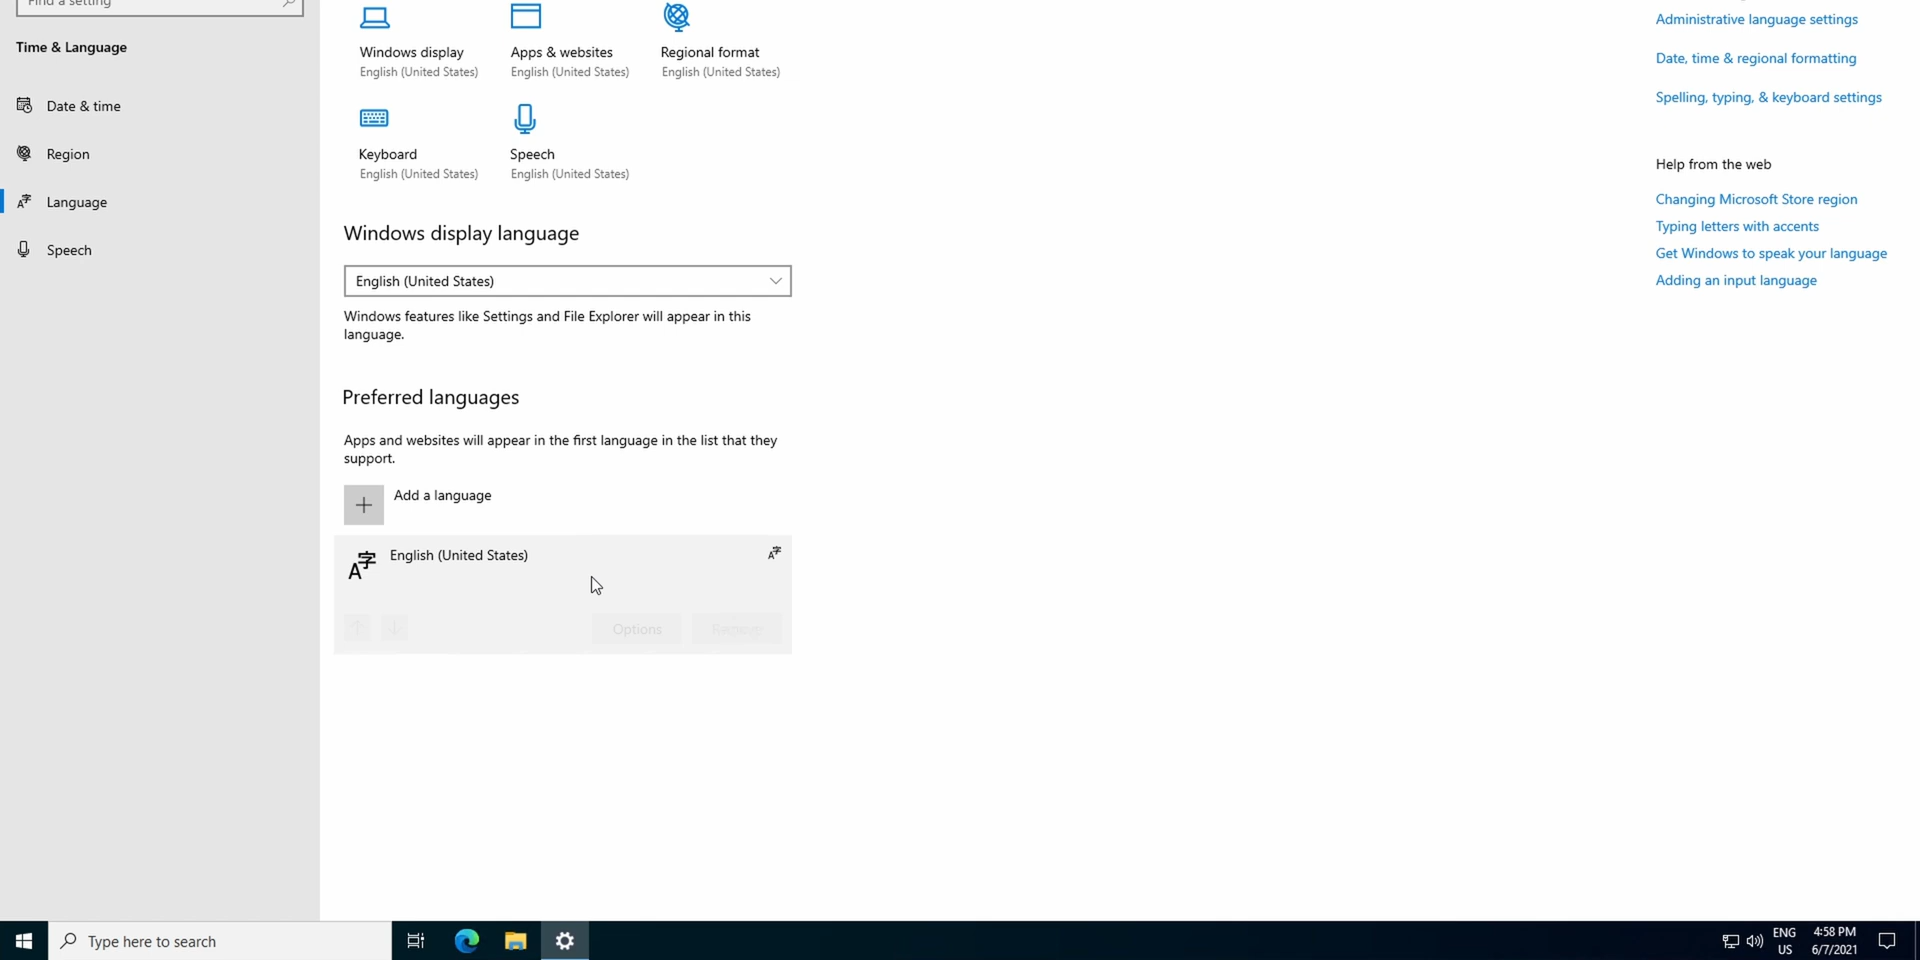 Find a setting
Time & Language
Date & time
Region
Language
Speech
Windows display
English (United States)
Apps & websites
English (United States)
Regional format
English (United States)
Keyboard
English (United States)
Speech
English (United States)
Windows display language
English (United States)
Windows features like Settings and File Explorer will appear in this
language.
Preferred languages
Apps and websites will appear in the first language in the list that they
support.
Add a language
English (United States)
Options
Remove
Administrative language settings
Date, time & regional formatting
Spelling, typing, & keyboard settings
Help from the web
Changing Microsoft Store region
Typing letters with accents
Get Windows to speak your language
Adding an input language
Type here to search
ENG
US
4:58 PM
6/7/2021